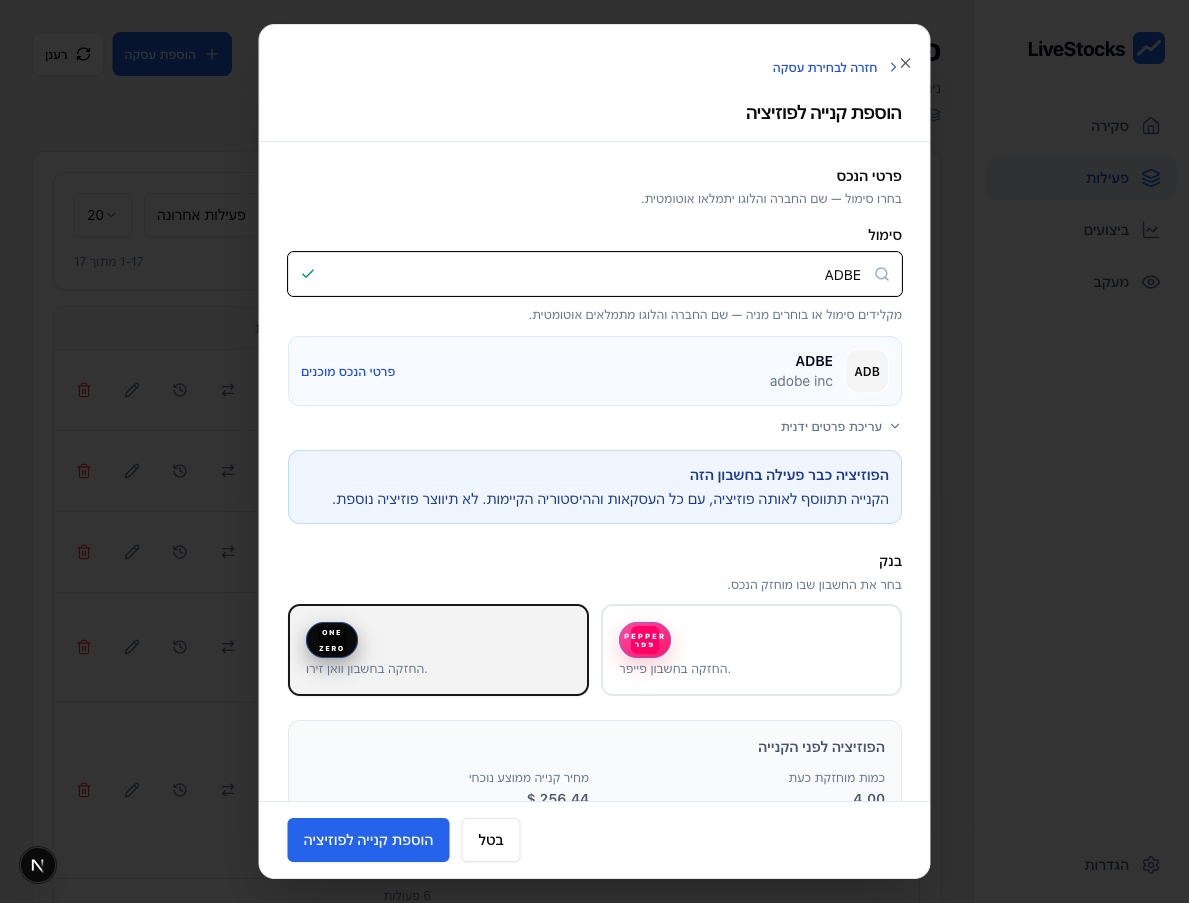 LiveStocks
סקירה
פעילות
ביצועים
מעקב
הגדרות
הוספת עסקה
רענן
פעילות אחרונה
20
1-17 מתוך 17
6 פעולות
חזרה לבחירת עסקה
הוספת קנייה לפוזיציה
פרטי הנכס
בחרו סימול — שם החברה והלוגו יתמלאו אוטומטית.
סימול
ADBE
מקלידים סימול או בוחרים מניה — שם החברה והלוגו מתמלאים אוטומטית.
ADB
ADBE
adobe inc
פרטי הנכס מוכנים
עריכת פרטים ידנית
הפוזיציה כבר פעילה בחשבון הזה
הקנייה תתווסף לאותה פוזיציה, עם כל העסקאות וההיסטוריה הקיימות. לא תיווצר פוזיציה נוספת.
בנק
בחר את החשבון שבו מוחזק הנכס.
PEPPER
פפר
החזקה בחשבון פייפר.
ONE
ZERO
החזקה בחשבון וואן זירו.
הפוזיציה לפני הקנייה
כמות מוחזקת כעת
4.00
מחיר קנייה ממוצע נוכחי
$ 256.44
בטל
הוספת קנייה לפוזיציה
N